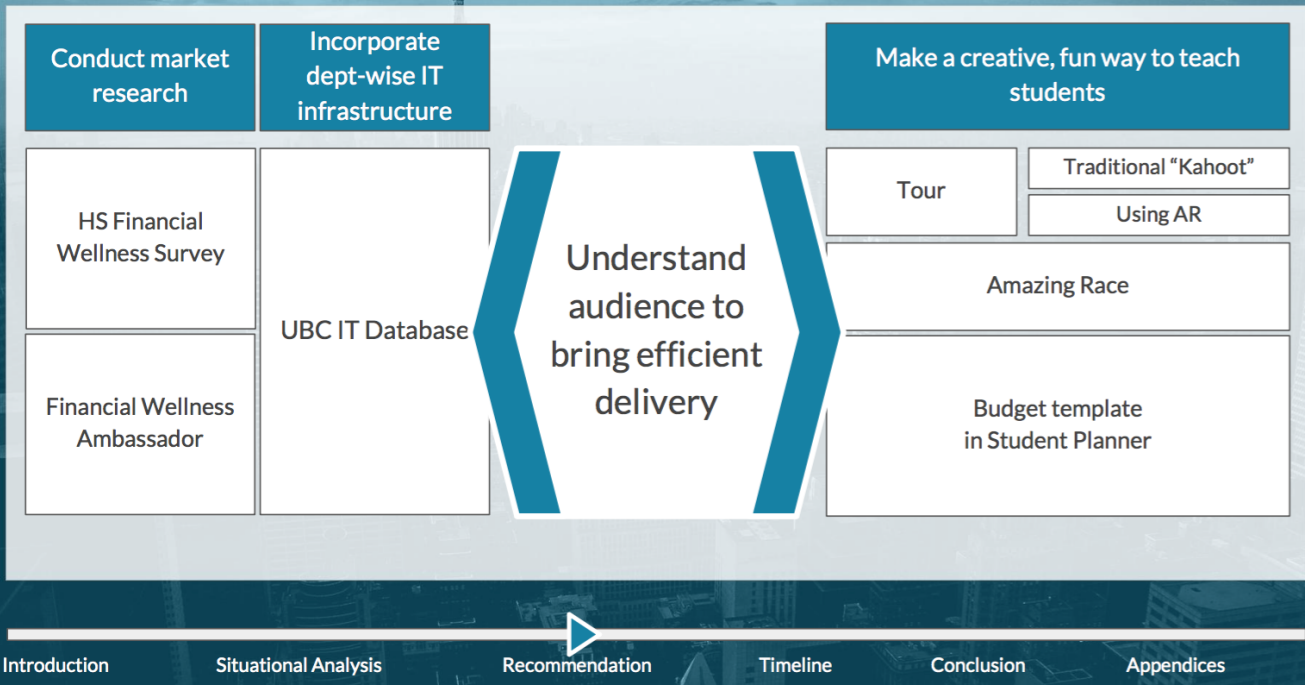 Conduct market
research
Incorporate
dept-wise IT
infrastructure
HS Financial
Wellness Survey
Financial Wellness
Ambassador
UBC IT Database
Understand
audience to
bring efficient
delivery
Make a creative, fun way to teach
students
Tour
Traditional “Kahoot”
Using AR
Amazing Race
Budget template
in Student Planner
Introduction
Situational Analysis
Recommendation
Timeline
Conclusion
Appendices